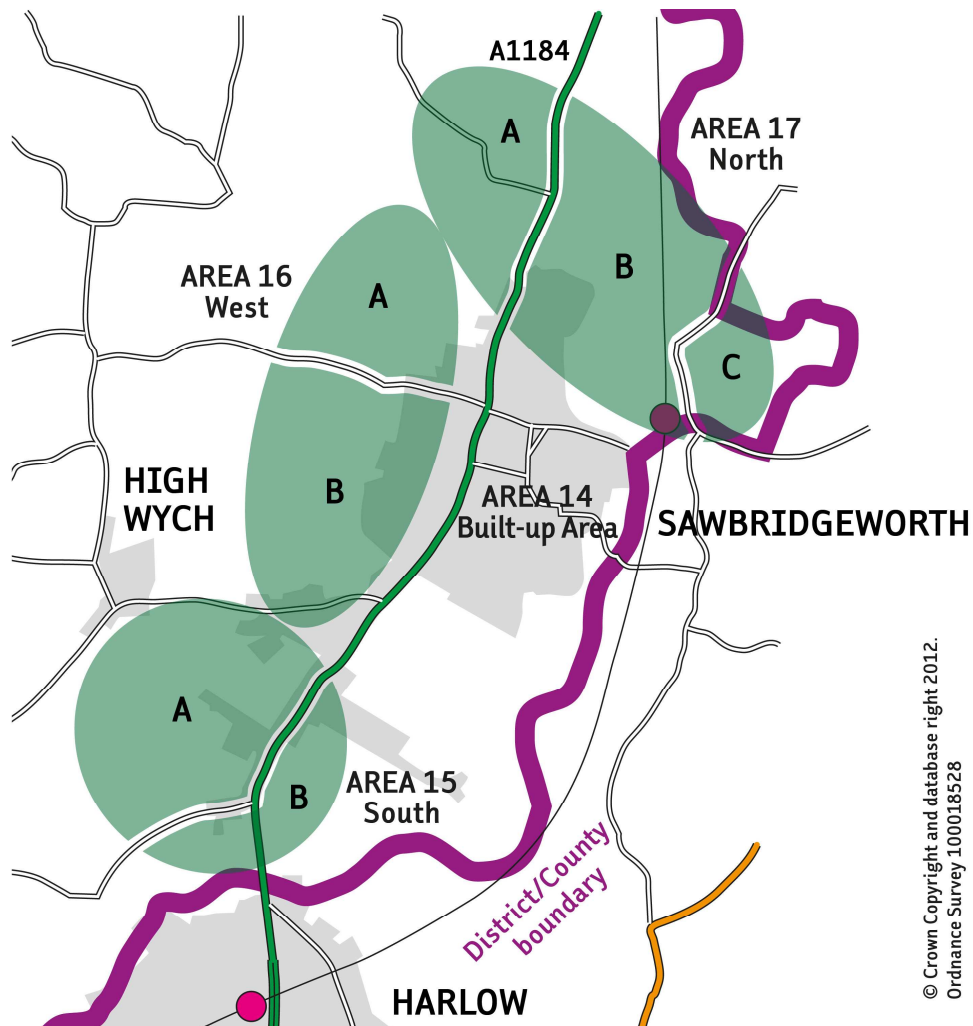 A1184
A
AREA 17
North
B
AREA 16
West
A
C
HIGH
WYCH
B
AREA 14
Built-up Area
SAWBRIDGEWORTH
A
B
AREA 15
South
District/County
boundary
HARLOW
© Crown Copyright and database right 2012.
Ordnance Survey 100018528